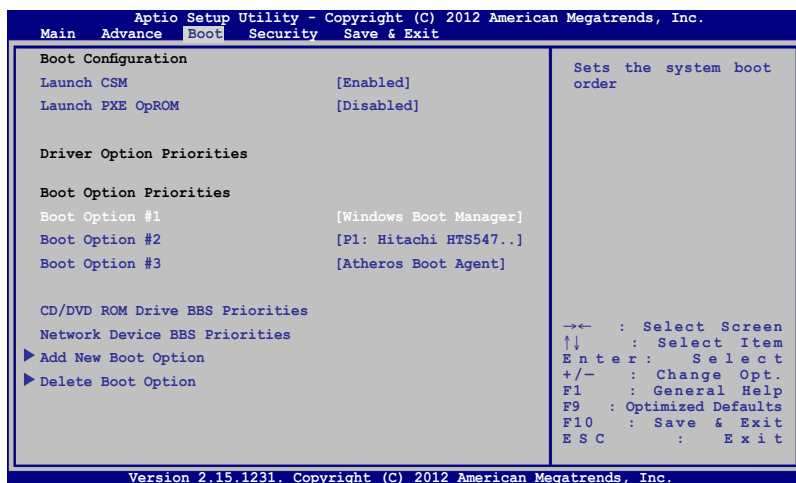 Aptio Setup Utility - Copyright (C) 2012 American Megatrends, Inc.
Main Advance Boot Security Save & Exit
Boot Configuration
Launch CSM [Enabled]
Launch PXE OpROM [Disabled]
Driver Option Priorities
Boot Option Priorities
Boot Option #1 [Windows Boot Manager]
Boot Option #2 [P1: Hitachi HTS547..]
Boot Option #3 [Atheros Boot Agent]
CD/DVD ROM Drive BBS Priorities
Network Device BBS Priorities
Add New Boot Option
Delete Boot Option
Sets the system boot
order
→← : Select Screen
↑↓ : Select Item
Enter: Select
+/— : Change Opt.
F1 : General Help
F9 : Optimized Defaults
F10 : Save & Exit
ESC : Exit
Version 2.15.1231. Copyright (C) 2012 American Megatrends, Inc.